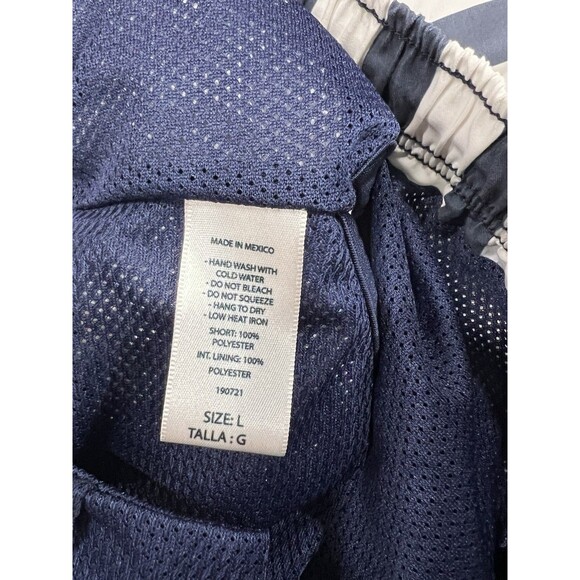 MADE IN MEXICO
- HAND WASH WITH
COLD WATER
- DO NOT BLEACH
- DO NOT SQUEEZE
- HANG TO DRY
- LOW HEAT IRON
SHORT: 100%
POLYESTER
INT. LINING: 100%
POLYESTER
190721
SIZE: L
TALLA : G